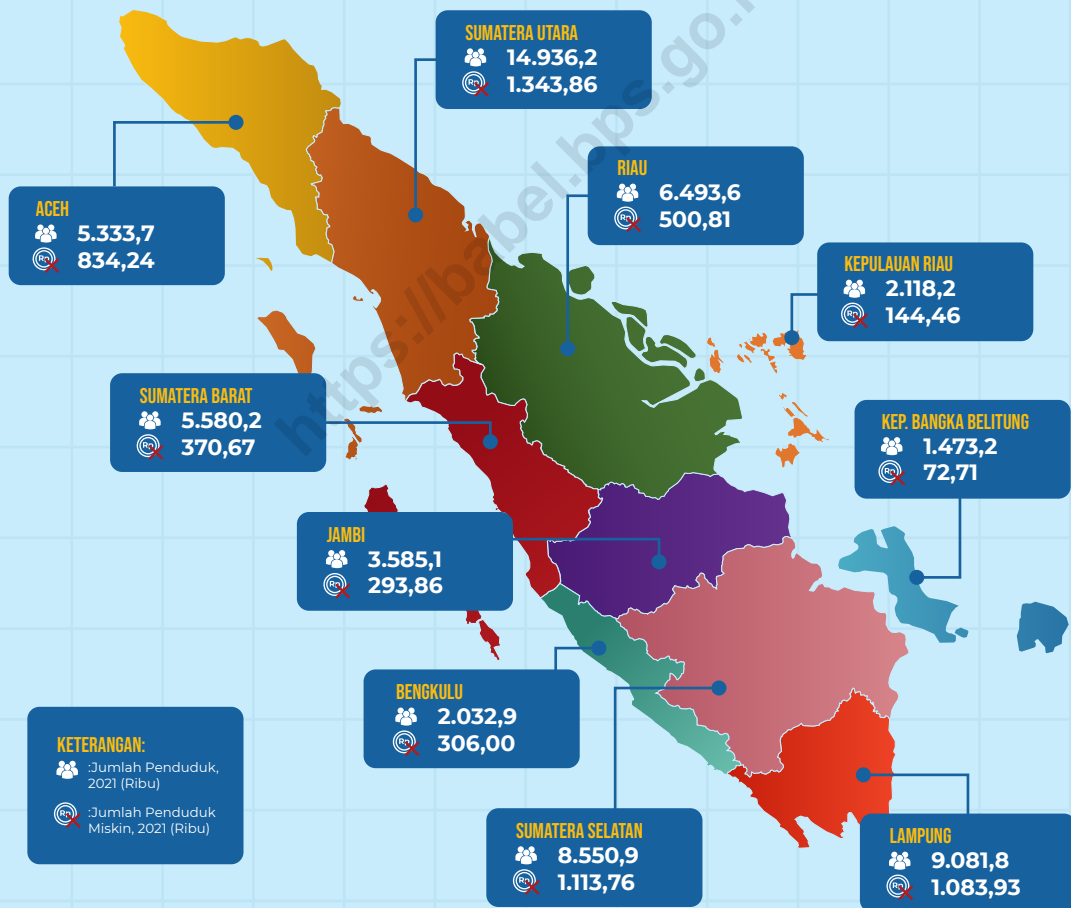 SUMATERA UTARA
14.936,2
1.343,86
RIAU
6.493,6
500,81
ACEH
5.333,7
834,24
KEPULAUAN RIAU
2.118,2
144,46
SUMATERA BARAT
5.580,2
370,67
KEP. BANGKA BELITUNG
1.473,2
72,71
JAMBI
3.585,1
293,86
BENGKULU
2.032,9
306,00
KETERANGAN:
:Jumlah Penduduk,
2021 (Ribu)
:Jumlah Penduduk
Miskin, 2021 (Ribu)
SUMATERA SELATAN
8.550,9
1.113,76
LAMPUNG
9.081,8
1.083,93
https://babel.bps.go.i